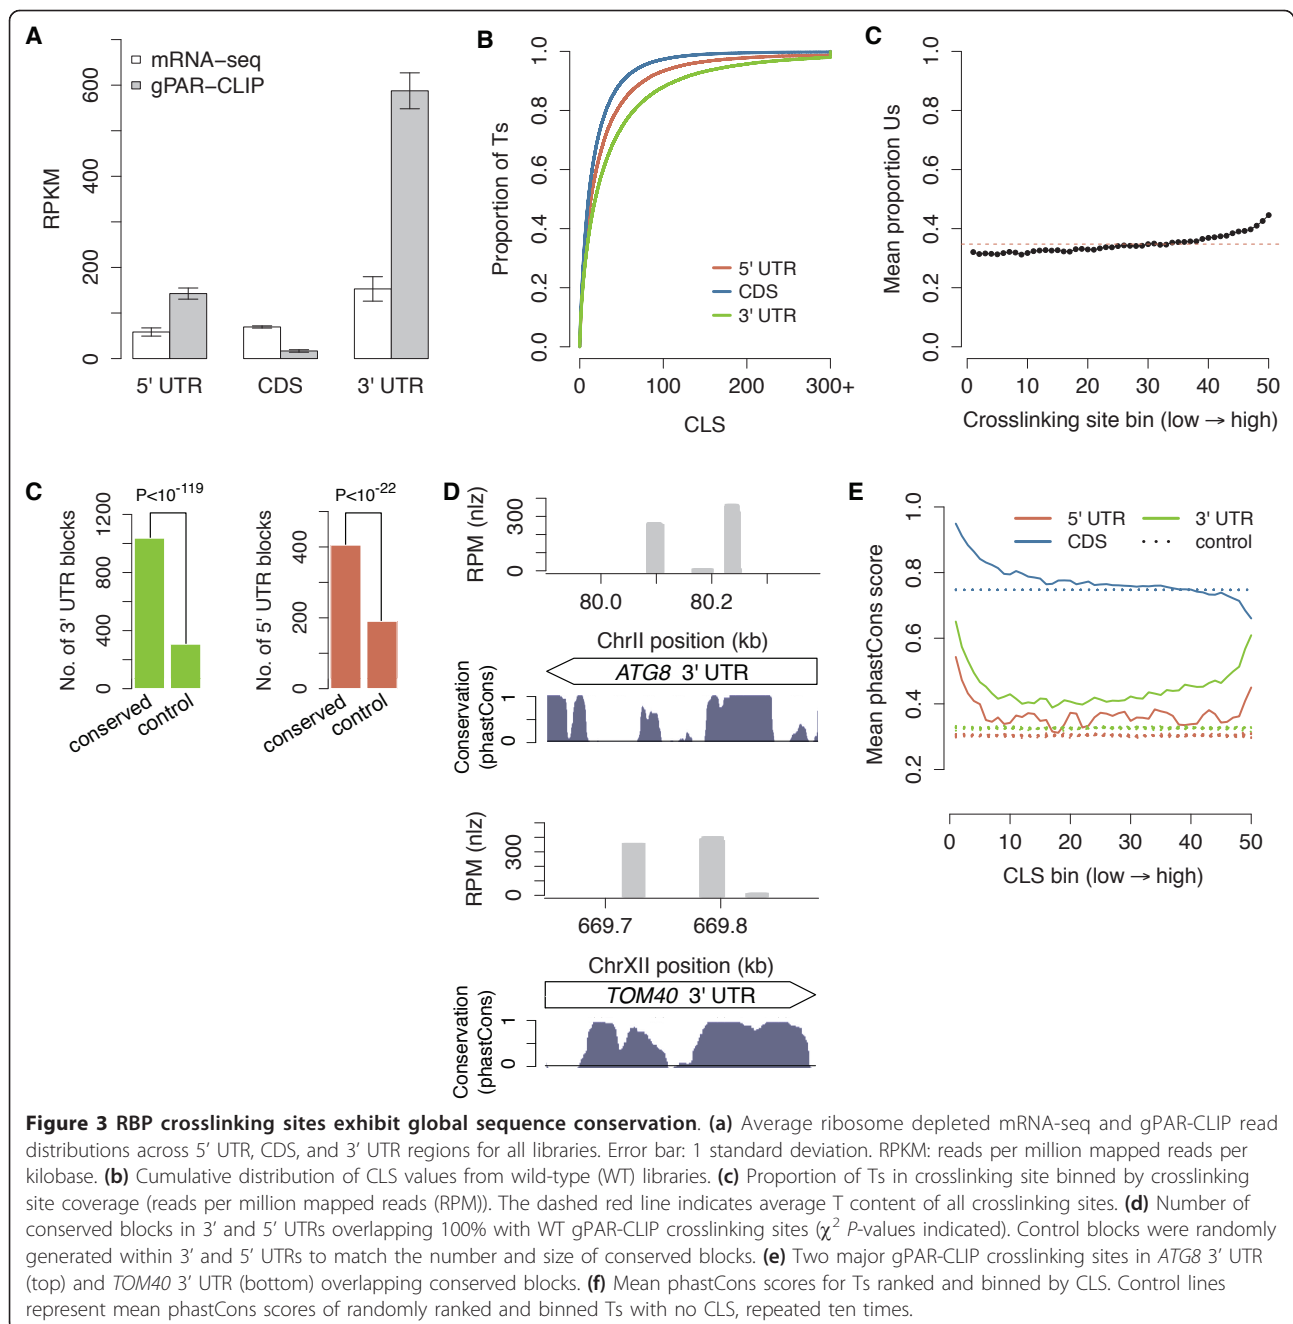 A
mRNA-seq
gPAR-CLIP
RPKM
0
200
400
600
5' UTR
CDS
3' UTR
B
Proportion of Ts
0.0
0.2
0.4
0.6
0.8
1.0
5' UTR
CDS
3' UTR
0
100
200
300+
CLS
C
Mean proportion Us
0.0
0.2
0.4
0.6
0.8
1.0
0
10
20
30
40
50
Crosslinking site bin (low → high)
C
P<10⁻¹¹⁹
No. of 3' UTR blocks
0
400
800
1200
conserved
control
P<10⁻²²
No. of 5' UTR blocks
0
200
400
conserved
control
D
RPM (nlz)
0
300
80.0
80.2
ChrII position (kb)
ATG8 3' UTR
Conservation
(phastCons)
0
1
RPM (nlz)
0
300
669.7
669.8
ChrXII position (kb)
TOM40 3' UTR
Conservation
(phastCons)
0
1
E
5' UTR
CDS
3' UTR
control
Mean phastCons score
0.2
0.4
0.6
0.8
1.0
0
10
20
30
40
50
CLS bin (low → high)
Figure 3 RBP crosslinking sites exhibit global sequence conservation. (a) Average ribosome depleted mRNA-seq and gPAR-CLIP read
distributions across 5′ UTR, CDS, and 3′ UTR regions for all libraries. Error bar: 1 standard deviation. RPKM: reads per million mapped reads per
kilobase. (b) Cumulative distribution of CLS values from wild-type (WT) libraries. (c) Proportion of Ts in crosslinking site binned by crosslinking
site coverage (reads per million mapped reads (RPM)). The dashed red line indicates average T content of all crosslinking sites. (d) Number of
conserved blocks in 3′ and 5′ UTRs overlapping 100% with WT gPAR-CLIP crosslinking sites (χ² P-values indicated). Control blocks were randomly
generated within 3′ and 5′ UTRs to match the number and size of conserved blocks. (e) Two major gPAR-CLIP crosslinking sites in ATG8 3′ UTR
(top) and TOM40 3′ UTR (bottom) overlapping conserved blocks. (f) Mean phastCons scores for Ts ranked and binned by CLS. Control lines
represent mean phastCons scores of randomly ranked and binned Ts with no CLS, repeated ten times.